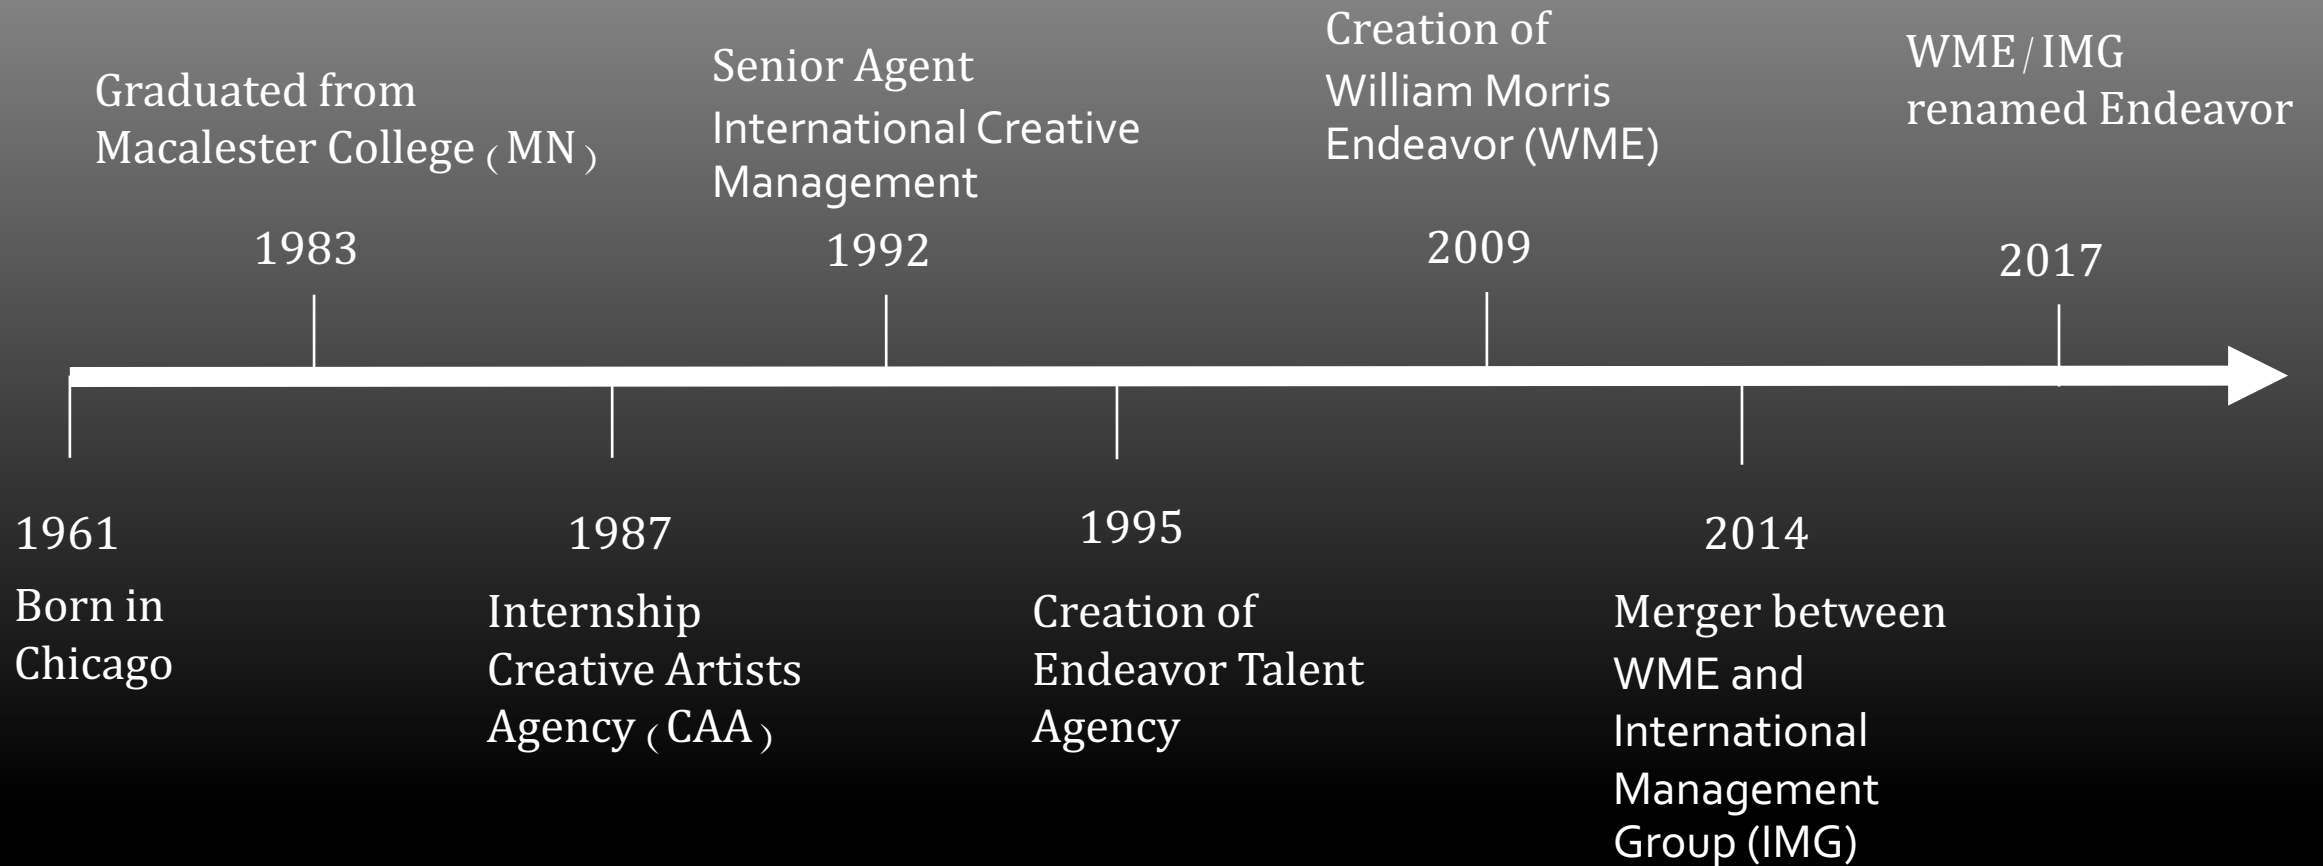 Graduated from
Macalester College (MN)
1983
Senior Agent
International Creative
Management
1992
Creation of
William Morris
Endeavor (WME)
2009
WME/IMG
renamed Endeavor
2017
1961
Born in
Chicago
1987
Internship
Creative Artists
Agency (CAA)
1995
Creation of
Endeavor Talent
Agency
2014
Merger between
WME and
International
Management
Group (IMG)